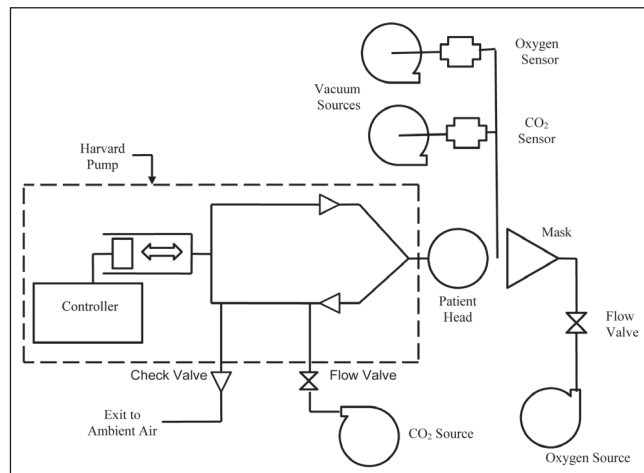 Oxygen
Sensor
Vacuum
Sources
CO₂
Sensor
Harvard
Pump
Mask
Controller
Patient
Head
Flow
Valve
Check Valve
Flow Valve
Exit to
Ambient Air
CO₂ Source
Oxygen Source